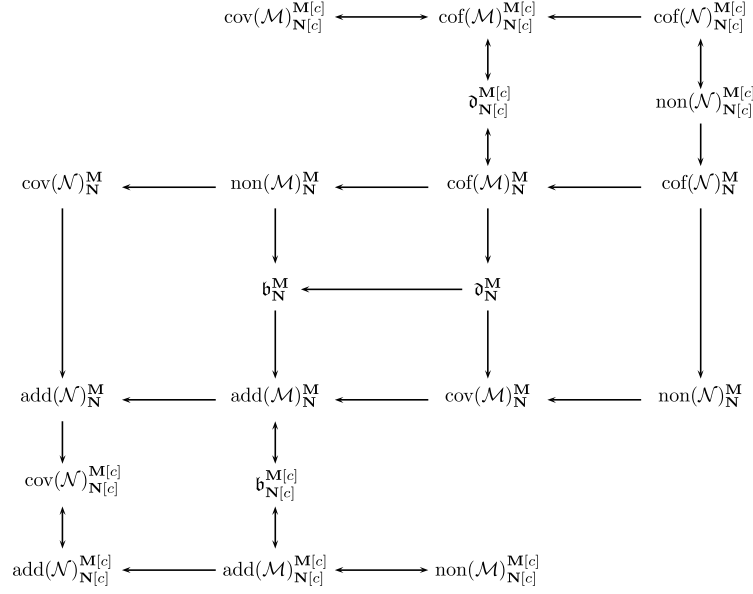 cov(𝓜)^{𝐌[c]}_{𝐍[c]} cof(𝓜)^{𝐌[c]}_{𝐍[c]} cof(𝓝)^{𝐌[c]}_{𝐍[c]}
𝔡^{𝐌[c]}_{𝐍[c]} non(𝓝)^{𝐌[c]}_{𝐍[c]}
cov(𝓝)^{𝐌}_{𝐍} non(𝓜)^{𝐌}_{𝐍} cof(𝓜)^{𝐌}_{𝐍} cof(𝓝)^{𝐌}_{𝐍}
𝔟^{𝐌}_{𝐍} 𝔡^{𝐌}_{𝐍}
add(𝓝)^{𝐌}_{𝐍} add(𝓜)^{𝐌}_{𝐍} cov(𝓜)^{𝐌}_{𝐍} non(𝓝)^{𝐌}_{𝐍}
cov(𝓝)^{𝐌[c]}_{𝐍[c]} 𝔟^{𝐌[c]}_{𝐍[c]}
add(𝓝)^{𝐌[c]}_{𝐍[c]} add(𝓜)^{𝐌[c]}_{𝐍[c]} non(𝓜)^{𝐌[c]}_{𝐍[c]}